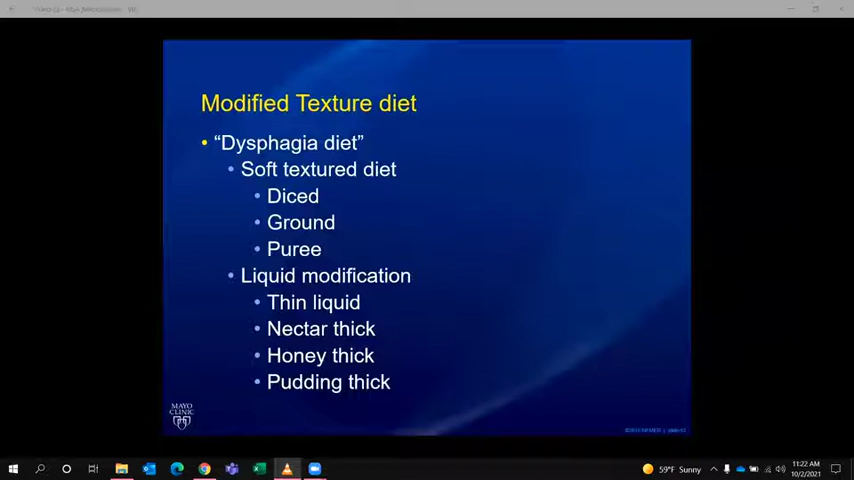 Modified Texture diet
• “Dysphagia diet”
• Soft textured diet
• Diced
• Ground
• Puree
• Liquid modification
• Thin liquid
• Nectar thick
• Honey thick
• Pudding thick
MAYO
CLINIC
59°F Sunny
11:22 AM
10/2/2021